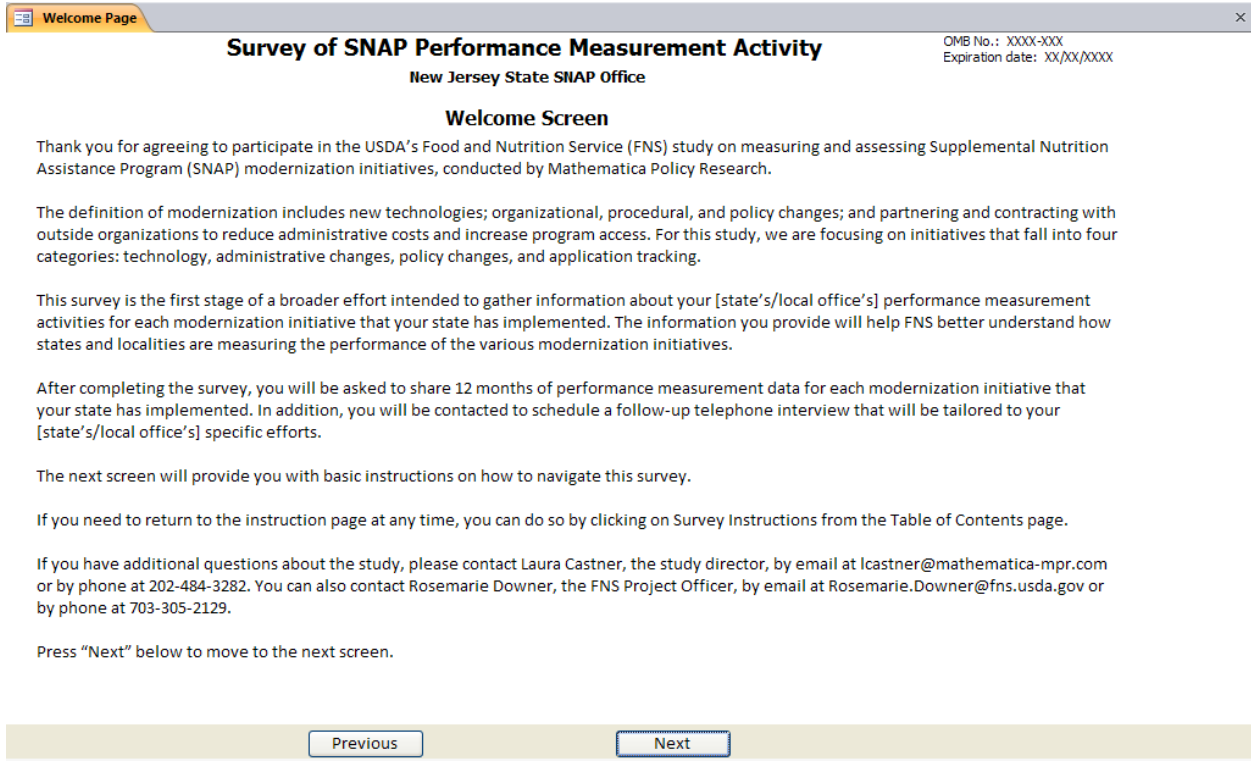 Welcome Page
Survey of SNAP Performance Measurement Activity
OMB No.: XXXX-XXX
Expiration date: XX/XX/XXXX
New Jersey State SNAP Office
Welcome Screen
Thank you for agreeing to participate in the USDA’s Food and Nutrition Service (FNS) study on measuring and assessing Supplemental Nutrition
Assistance Program (SNAP) modernization initiatives, conducted by Mathematica Policy Research.
The definition of modernization includes new technologies; organizational, procedural, and policy changes; and partnering and contracting with
outside organizations to reduce administrative costs and increase program access. For this study, we are focusing on initiatives that fall into four
categories: technology, administrative changes, policy changes, and application tracking.
This survey is the first stage of a broader effort intended to gather information about your [state’s/local office’s] performance measurement
activities for each modernization initiative that your state has implemented. The information you provide will help FNS better understand how
states and localities are measuring the performance of the various modernization initiatives.
After completing the survey, you will be asked to share 12 months of performance measurement data for each modernization initiative that
your state has implemented. In addition, you will be contacted to schedule a follow-up telephone interview that will be tailored to your
[state’s/local office’s] specific efforts.
The next screen will provide you with basic instructions on how to navigate this survey.
If you need to return to the instruction page at any time, you can do so by clicking on Survey Instructions from the Table of Contents page.
If you have additional questions about the study, please contact Laura Castner, the study director, by email at lcastner@mathematica-mpr.com
or by phone at 202-484-3282. You can also contact Rosemarie Downer, the FNS Project Officer, by email at Rosemarie.Downer@fns.usda.gov or
by phone at 703-305-2129.
Press “Next” below to move to the next screen.
Previous
Next